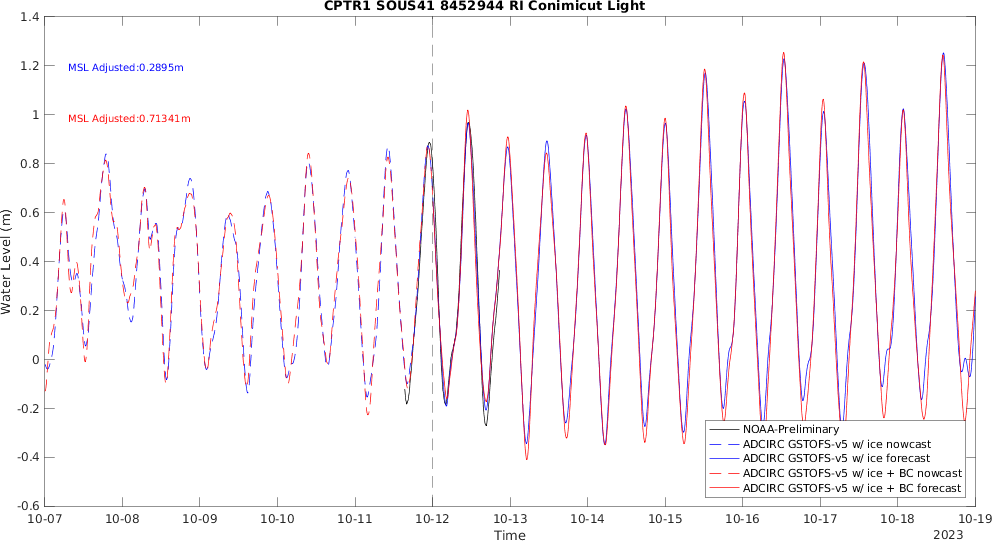 CPTR1 SOUS41 8452944 RI Conimicut Light
MSL Adjusted:0.2895m
MSL Adjusted:0.71341m
Water Level (m)
1.4
1.2
1
0.8
0.6
0.4
0.2
0
-0.2
-0.4
-0.6
NOAA-Preliminary
ADCIRC GSTOFS-v5 w/ ice nowcast
ADCIRC GSTOFS-v5 w/ ice forecast
ADCIRC GSTOFS-v5 w/ ice + BC nowcast
ADCIRC GSTOFS-v5 w/ ice + BC forecast
10-07 10-08 10-09 10-10 10-11 10-12 10-13 10-14 10-15 10-16 10-17 10-18 10-19
Time
2023